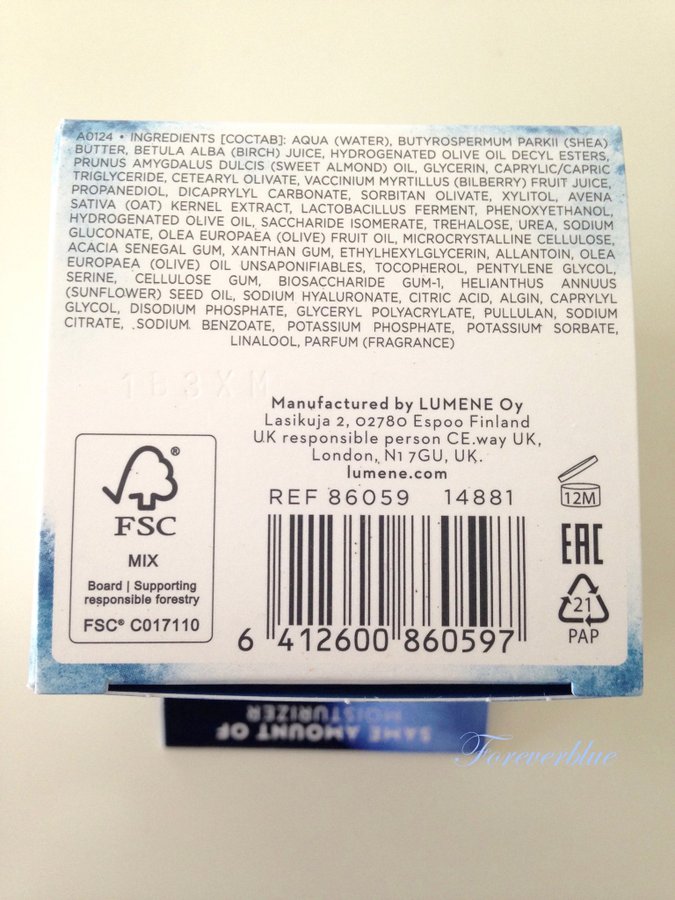 A0124 • INGREDIENTS [СОСТАВ]: AQUA (WATER), BUTYROSPERMUM PARKII (SHEA)
BUTTER, BETULA ALBA (BIRCH) JUICE, HYDROGENATED OLIVE OIL DECYL ESTERS,
PRUNUS AMYGDALUS DULCIS (SWEET ALMOND) OIL, GLYCERIN, CAPRYLIC/CAPRIC
TRIGLYCERIDE, CETEARYL OLIVATE, VACCINIUM MYRTILLUS (BILBERRY) FRUIT JUICE,
PROPANEDIOL, DICAPRYLYL CARBONATE, SORBITAN OLIVATE, XYLITOL, AVENA
SATIVA (OAT) KERNEL EXTRACT, LACTOBACILLUS FERMENT, PHENOXYETHANOL,
HYDROGENATED OLIVE OIL, SACCHARIDE ISOMERATE, TREHALOSE, UREA, SODIUM
GLUCONATE, OLEA EUROPAEA (OLIVE) FRUIT OIL, MICROCRYSTALLINE CELLULOSE,
ACACIA SENEGAL GUM, XANTHAN GUM, ETHYLHEXYLGLYCERIN, ALLANTOIN, OLEA
EUROPAEA (OLIVE) OIL UNSAPONIFIABLES, TOCOPHEROL, PENTYLENE GLYCOL,
SERINE, CELLULOSE GUM, BIOSACCHARIDE GUM-1, HELIANTHUS ANNUUS
(SUNFLOWER) SEED OIL, SODIUM HYALURONATE, CITRIC ACID, ALGIN, CAPRYLYL
GLYCOL, DISODIUM PHOSPHATE, GLYCERYL POLYACRYLATE, PULLULAN, SODIUM
CITRATE, SODIUM BENZOATE, POTASSIUM PHOSPHATE, POTASSIUM SORBATE,
LINALOOL, PARFUM (FRAGRANCE)
1B3XM
Manufactured by LUMENE Oy
Lasikuja 2, 02780 Espoo Finland
UK responsible person CE.way UK,
London, N1 7GU, UK.
lumene.com
REF 86059 14881
6 412600 860597
®
FSC
MIX
Board | Supporting
responsible forestry
FSC® C017110
12M
EAC
21
PAP
SAME AMOUNT OF
MOISTURIZER
Foreverblue